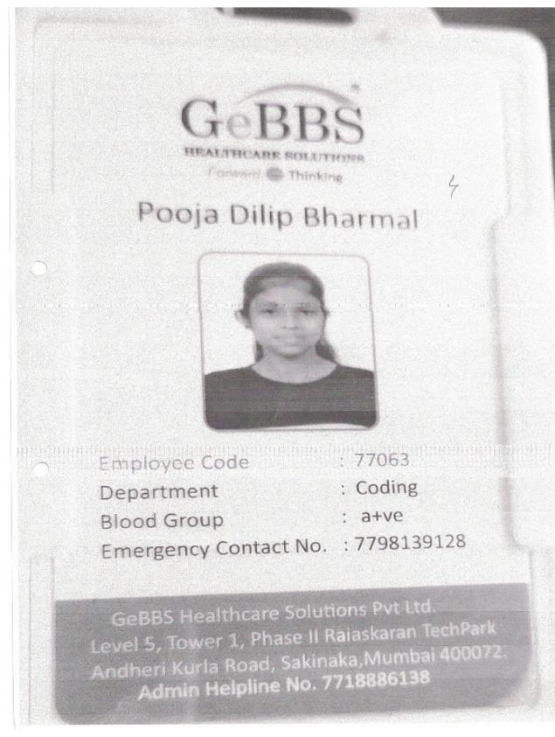 GeBBS
HEALTHCARE SOLUTIONS
Forward Thinking
Pooja Dilip Bharmal
Employee Code : 77063
Department : Coding
Blood Group : a+ve
Emergency Contact No. : 7798139128
GeBBS Healthcare Solutions Pvt Ltd.
Level 5, Tower 1, Phase II Raiaskaran TechPark
Andheri Kurla Road, Sakinaka,Mumbai 400072.
Admin Helpline No. 7718886138